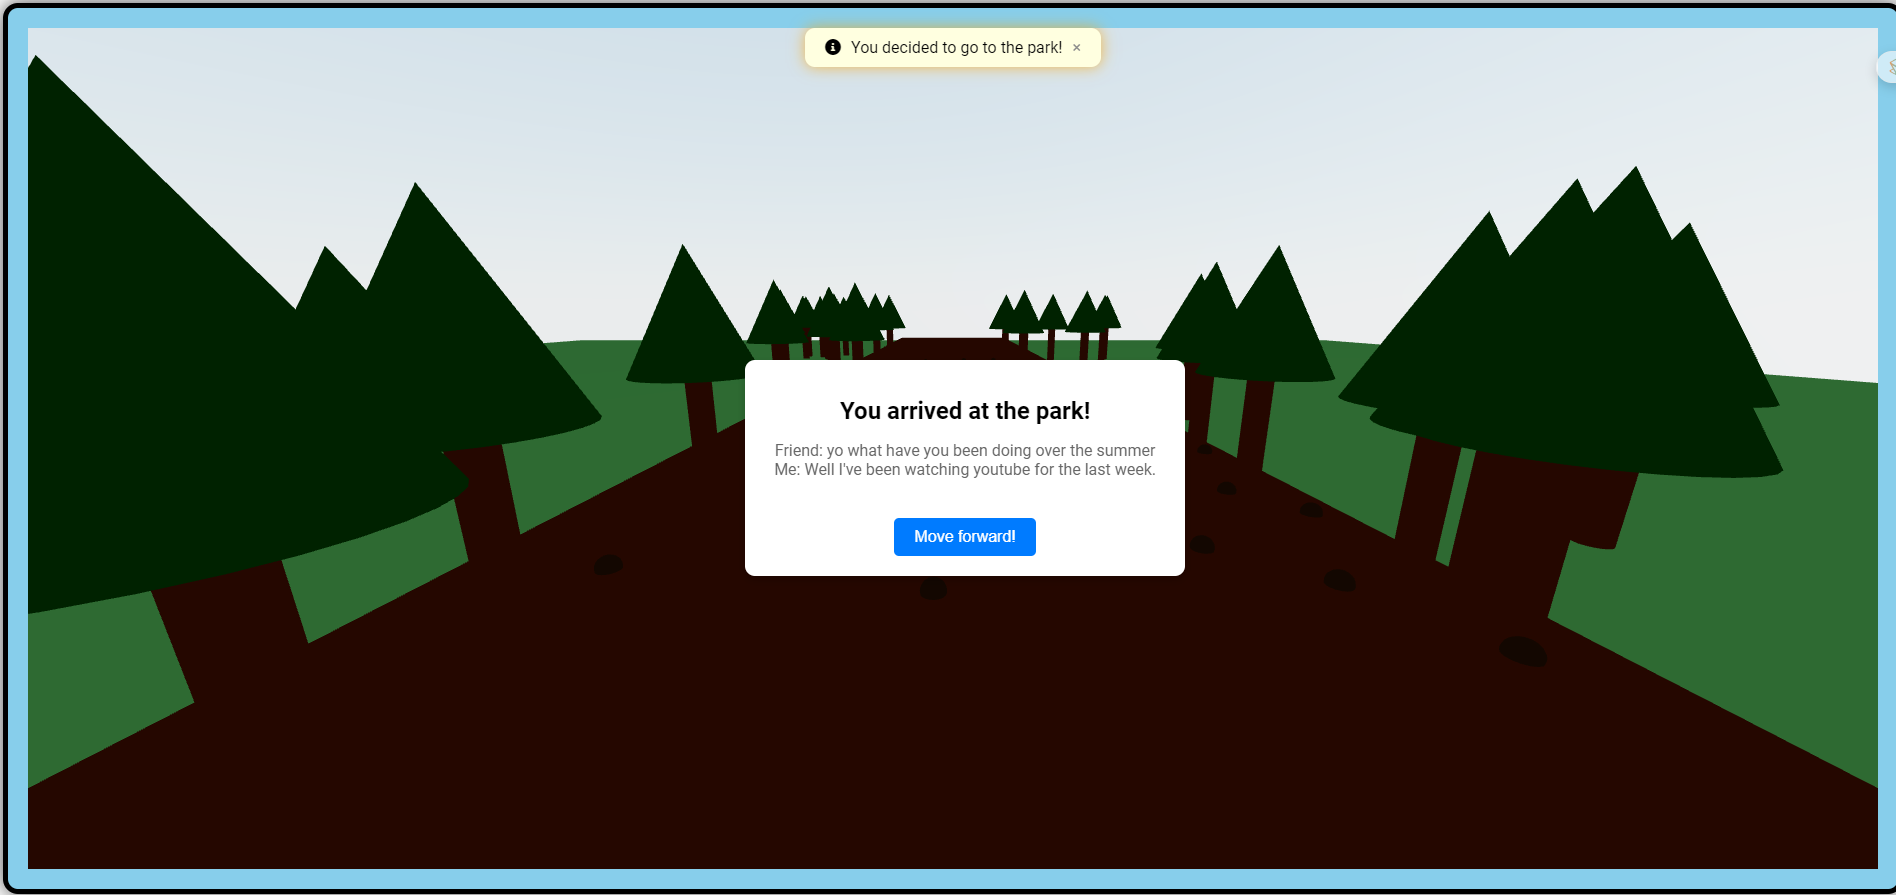 You decided to go to the park! ×
You arrived at the park!
Friend: yo what have you been doing over the summer
Me: Well I've been watching youtube for the last week.
Move forward!